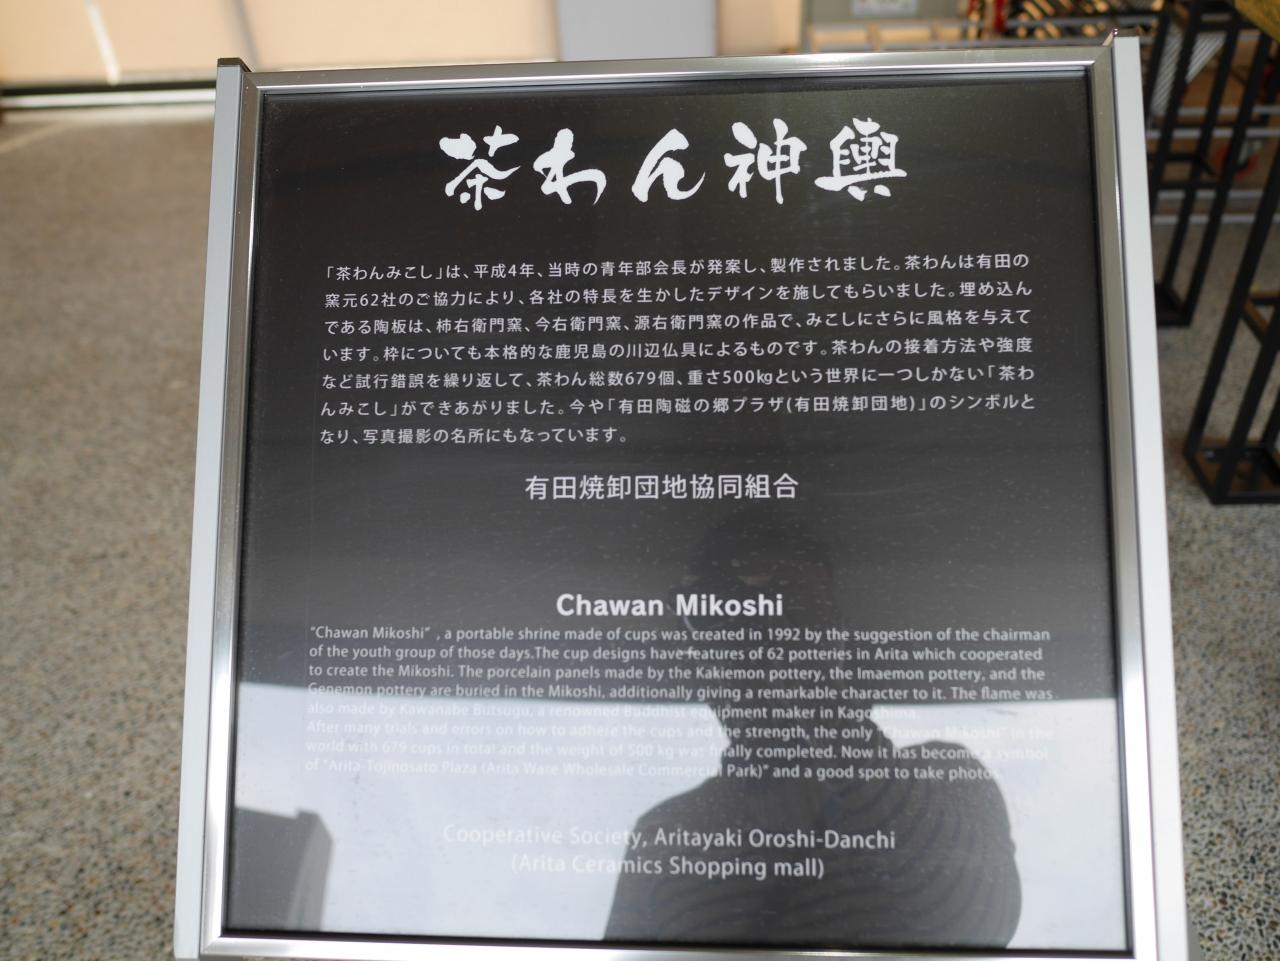 茶わん神輿
「茶わんみこし」は、平成4年、当時の青年部会長が発案し、製作されました。茶わんは有田の
窯元62社のご協力により、各社の特長を生かしたデザインを施してもらいました。埋め込ん
である陶板は、柿右衛門窯、今右衛門窯、源右衛門窯の作品で、みこしにさらに風格を与えて
います。枠についても本格的な鹿児島の川辺仏具によるものです。茶わんの接着方法や強度
など試行錯誤を繰り返して、茶わん総数679個、重さ500kgという世界に一つしかない「茶わ
んみこし」ができあがりました。今や「有田陶磁の郷プラザ(有田焼卸団地)」のシンボルと
なり、写真撮影の名所にもなっています。
有田焼卸団地協同組合
Chawan Mikoshi
"Chawan Mikoshi" , a portable shrine made of cups was created in 1992 by the suggestion of the chairman
of the youth group of those days.The cup designs have features of 62 potteries in Arita which cooperated
to create the Mikoshi. The porcelain panels made by the Kakiemon pottery, the Imaemon pottery, and the
Genemon pottery are buried in the Mikoshi, additionally giving a remarkable character to it. The flame was
also made by Kawanabe Butsugu, a renowned Buddhist equipment maker in Kagoshima.
After many trials and errors on how to adhere the cups and the strength, the only "Chawan Mikoshi" in the
world with 679 cups in total and the weight of 500 kg was finally completed. Now it has become a symbol
of "Arita Tojinosato Plaza (Arita Ware Wholesale Commercial Park)" and a good spot to take photos.
Cooperative Society, Aritayaki Oroshi-Danchi
(Arita Ceramics Shopping mall)